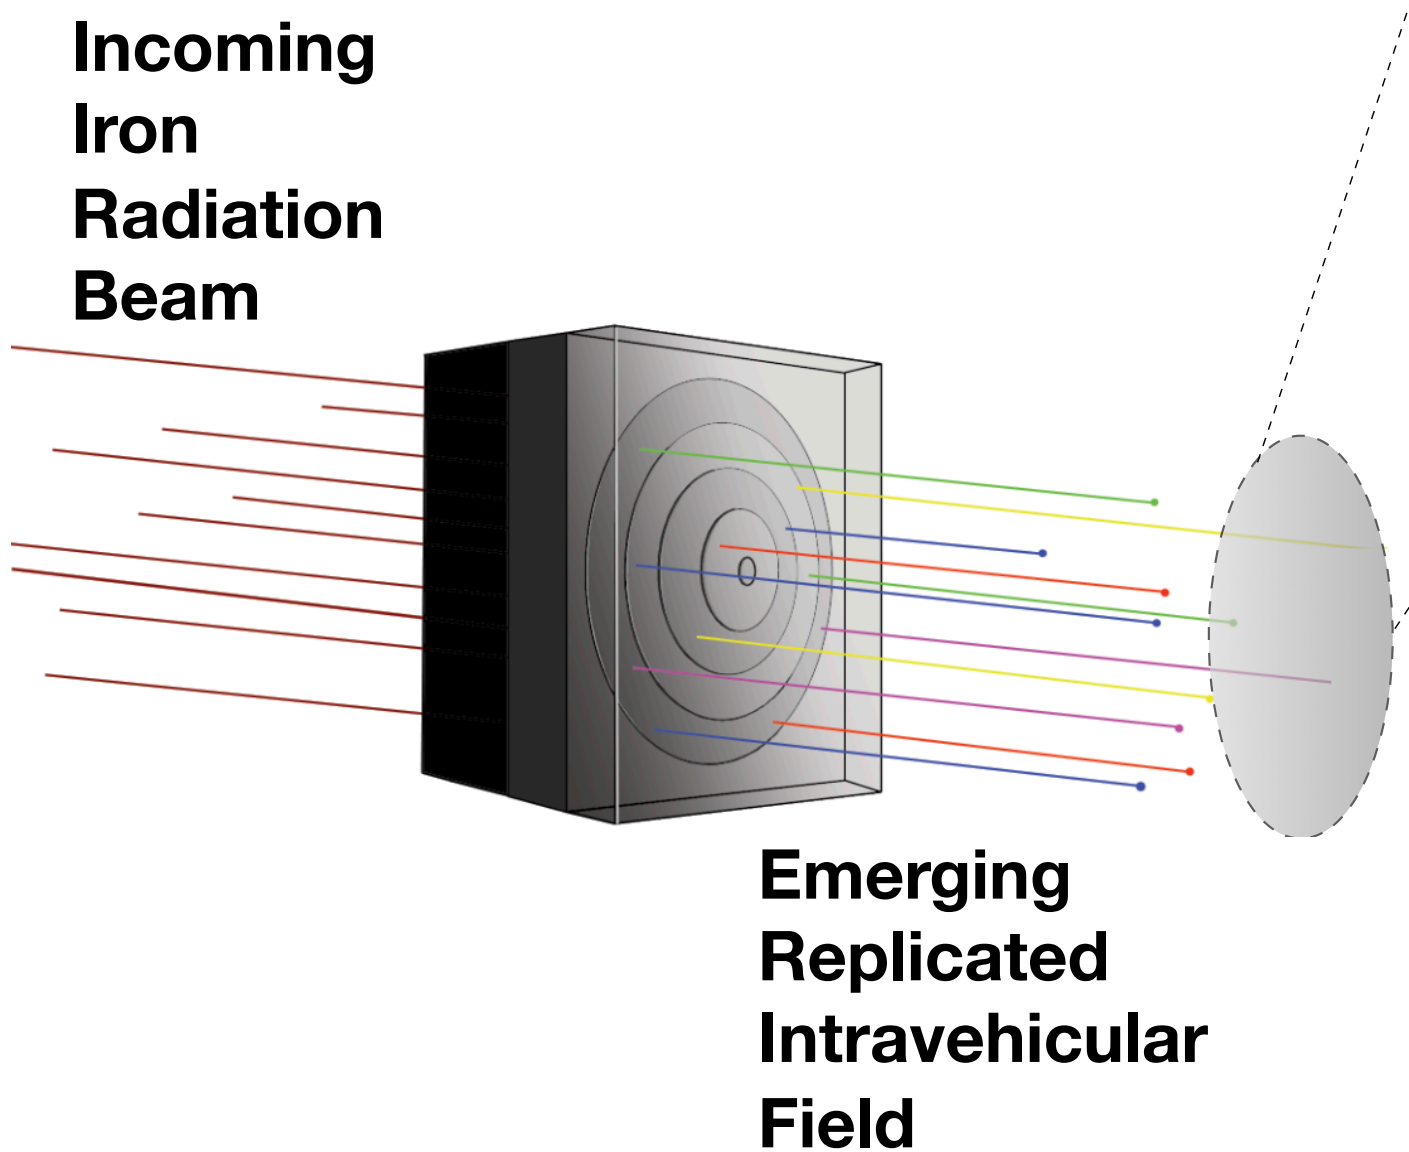 Incoming
Iron
Radiation
Beam
Emerging
Replicated
Intravehicular
Field